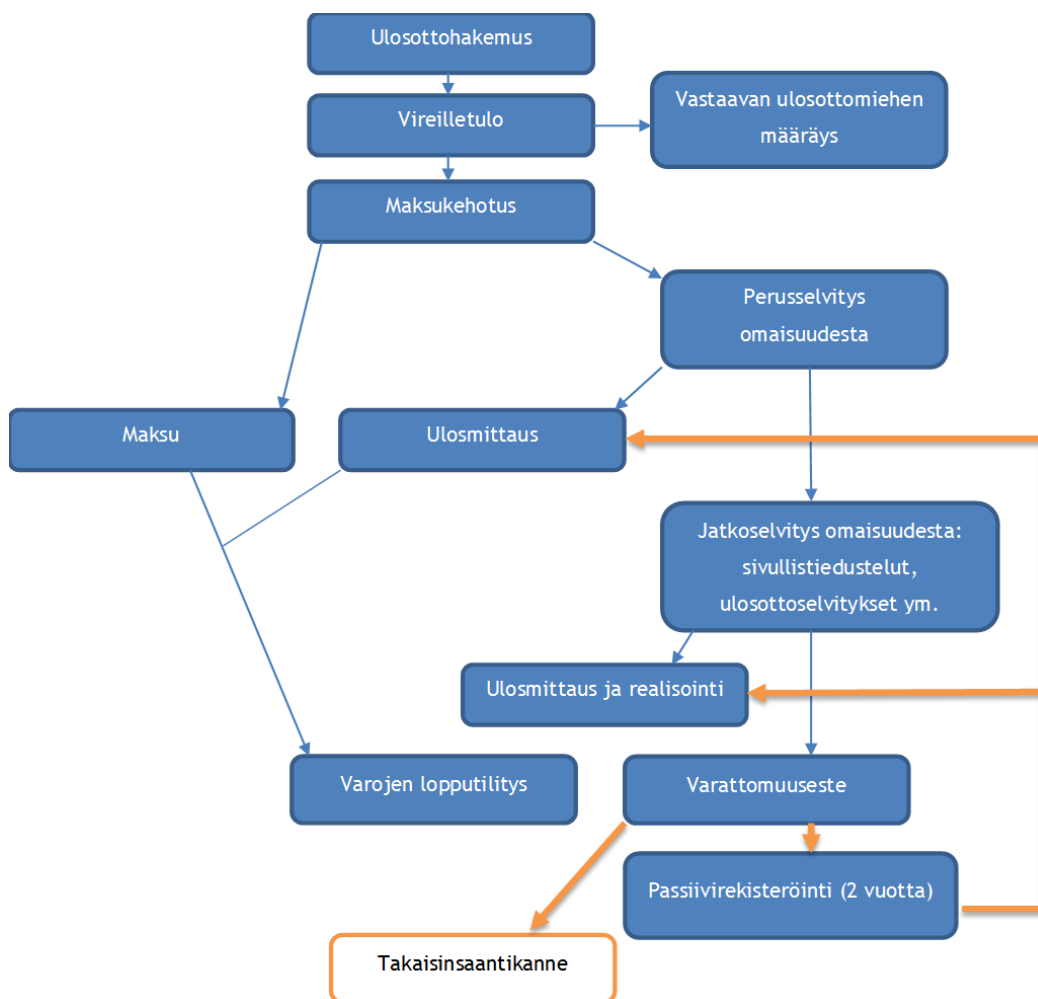 Ulosottohakemus
Vireilletulo
Vastaavan ulosottomiehen
määräys
Maksukehotus
Perusselvitys
omaisuudesta
Maksu
Ulosmittaus
Jatkoselvitys omaisuudesta:
sivullistiedustelut,
ulosottoselvitykset ym.
Ulosmittaus ja realisointi
Varojen lopputilitys
Varattomuuseste
Passiivirekisteröinti (2 vuotta)
Takaisinsaantikanne